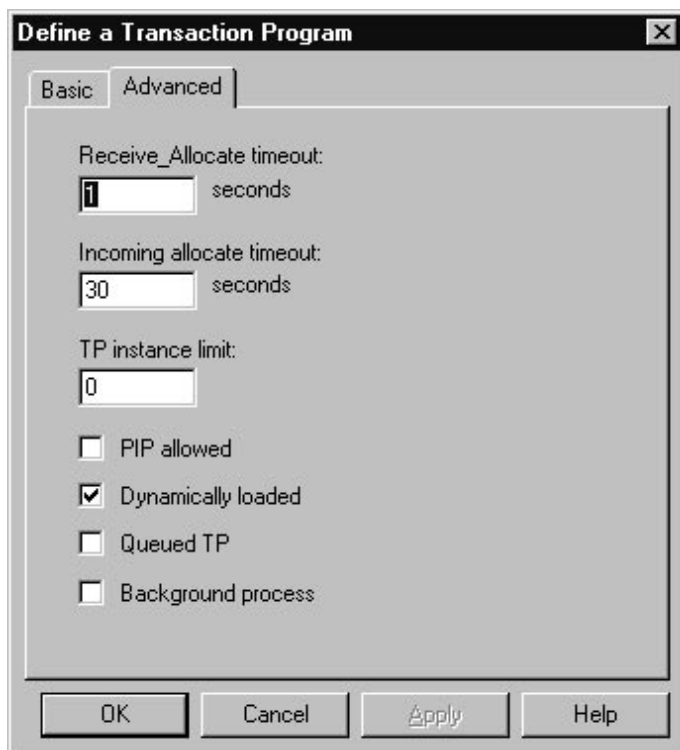 Define a Transaction Program
Basic
Advanced
Receive_Allocate timeout:
1 seconds
Incoming allocate timeout:
30 seconds
TP instance limit:
0
PIP allowed
Dynamically loaded
Queued TP
Background process
OK Cancel Apply Help